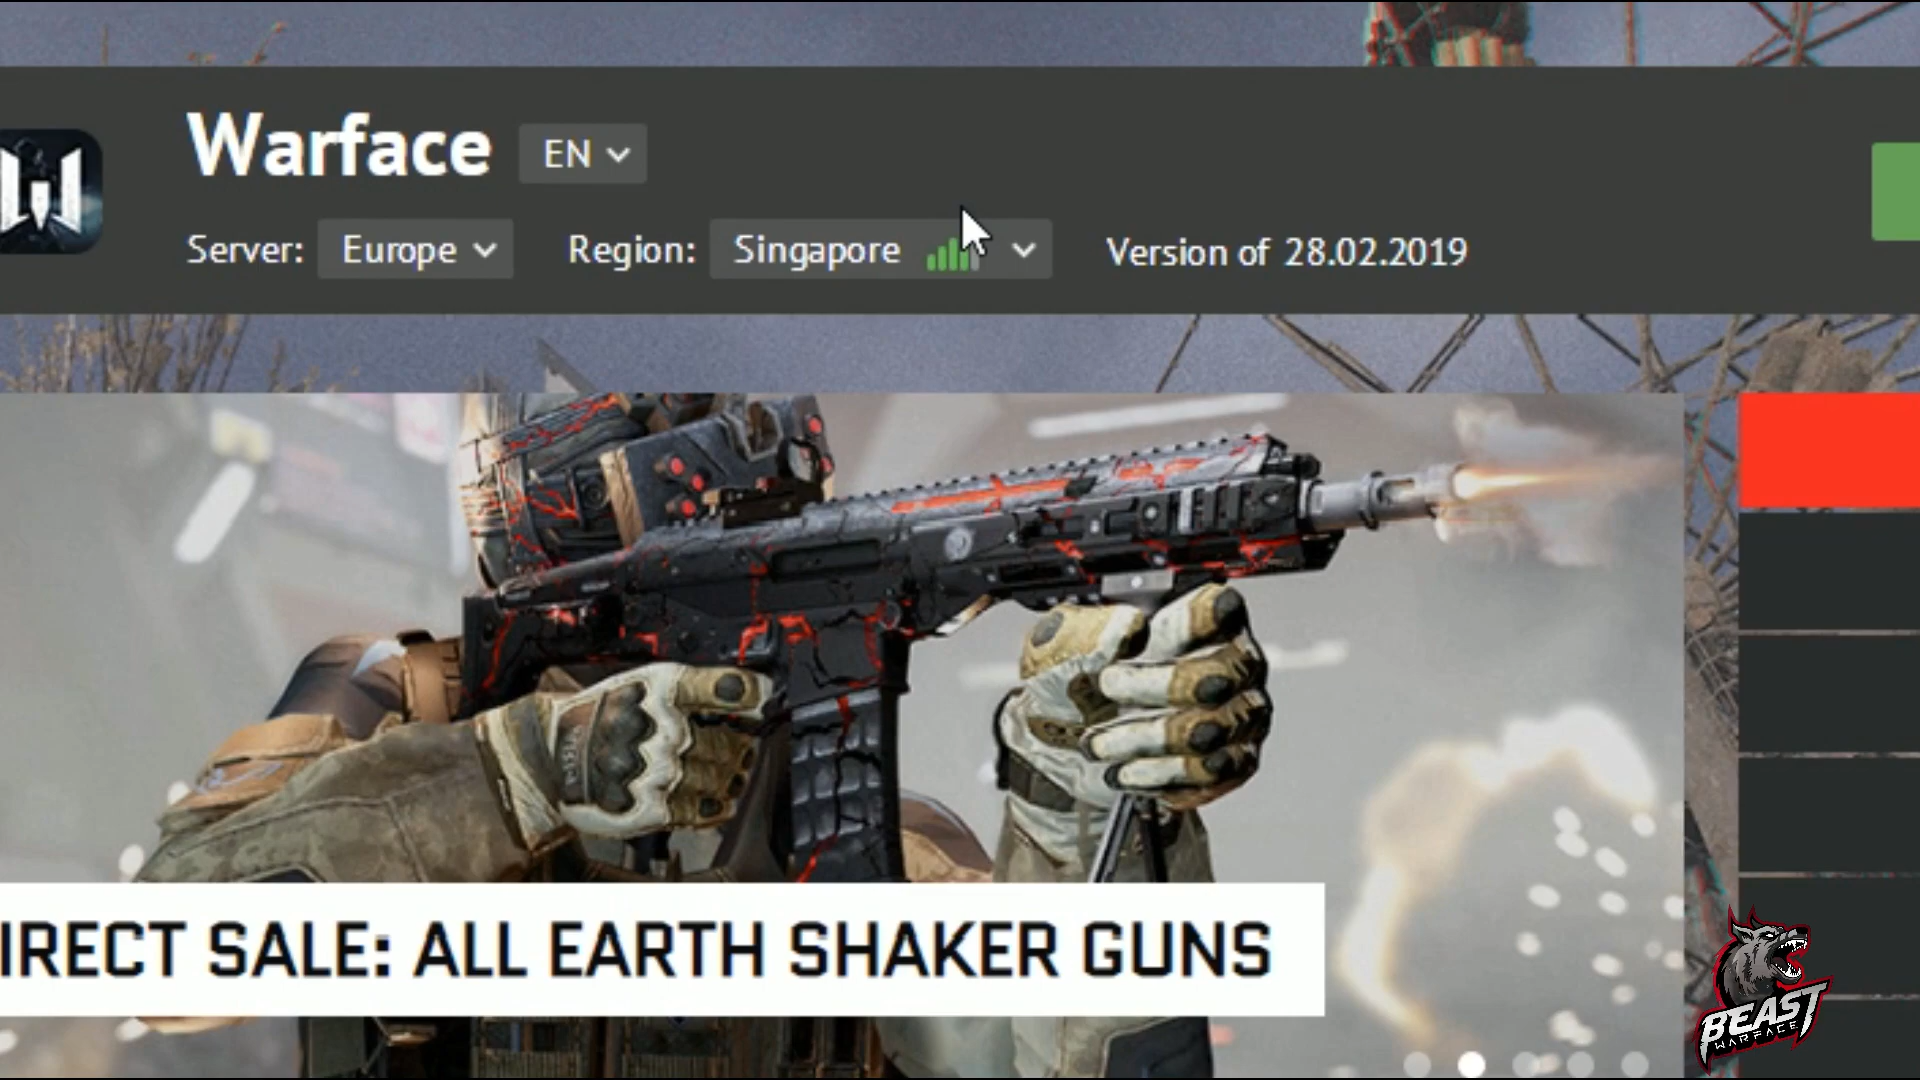 Warface EN
Server: Europe Region: Singapore Version of 28.02.2019
IRECT SALE: ALL EARTH SHAKER GUNS
BEAST
WARFACE